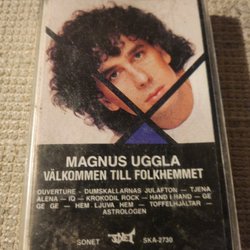 MAGNUS UGGLA
VÄLKOMMEN TILL FOLKHEMMET
OUVERTURE - DUMSKALLARNAS JULAFTON - TJENA
ALENA - IQ - KROKODIL ROCK - HAND I HAND - GE
GE GE - HEM LJUVA HEM - TOFFELHJÄLTAR -
ASTROLOGEN
SONET SKA-2730